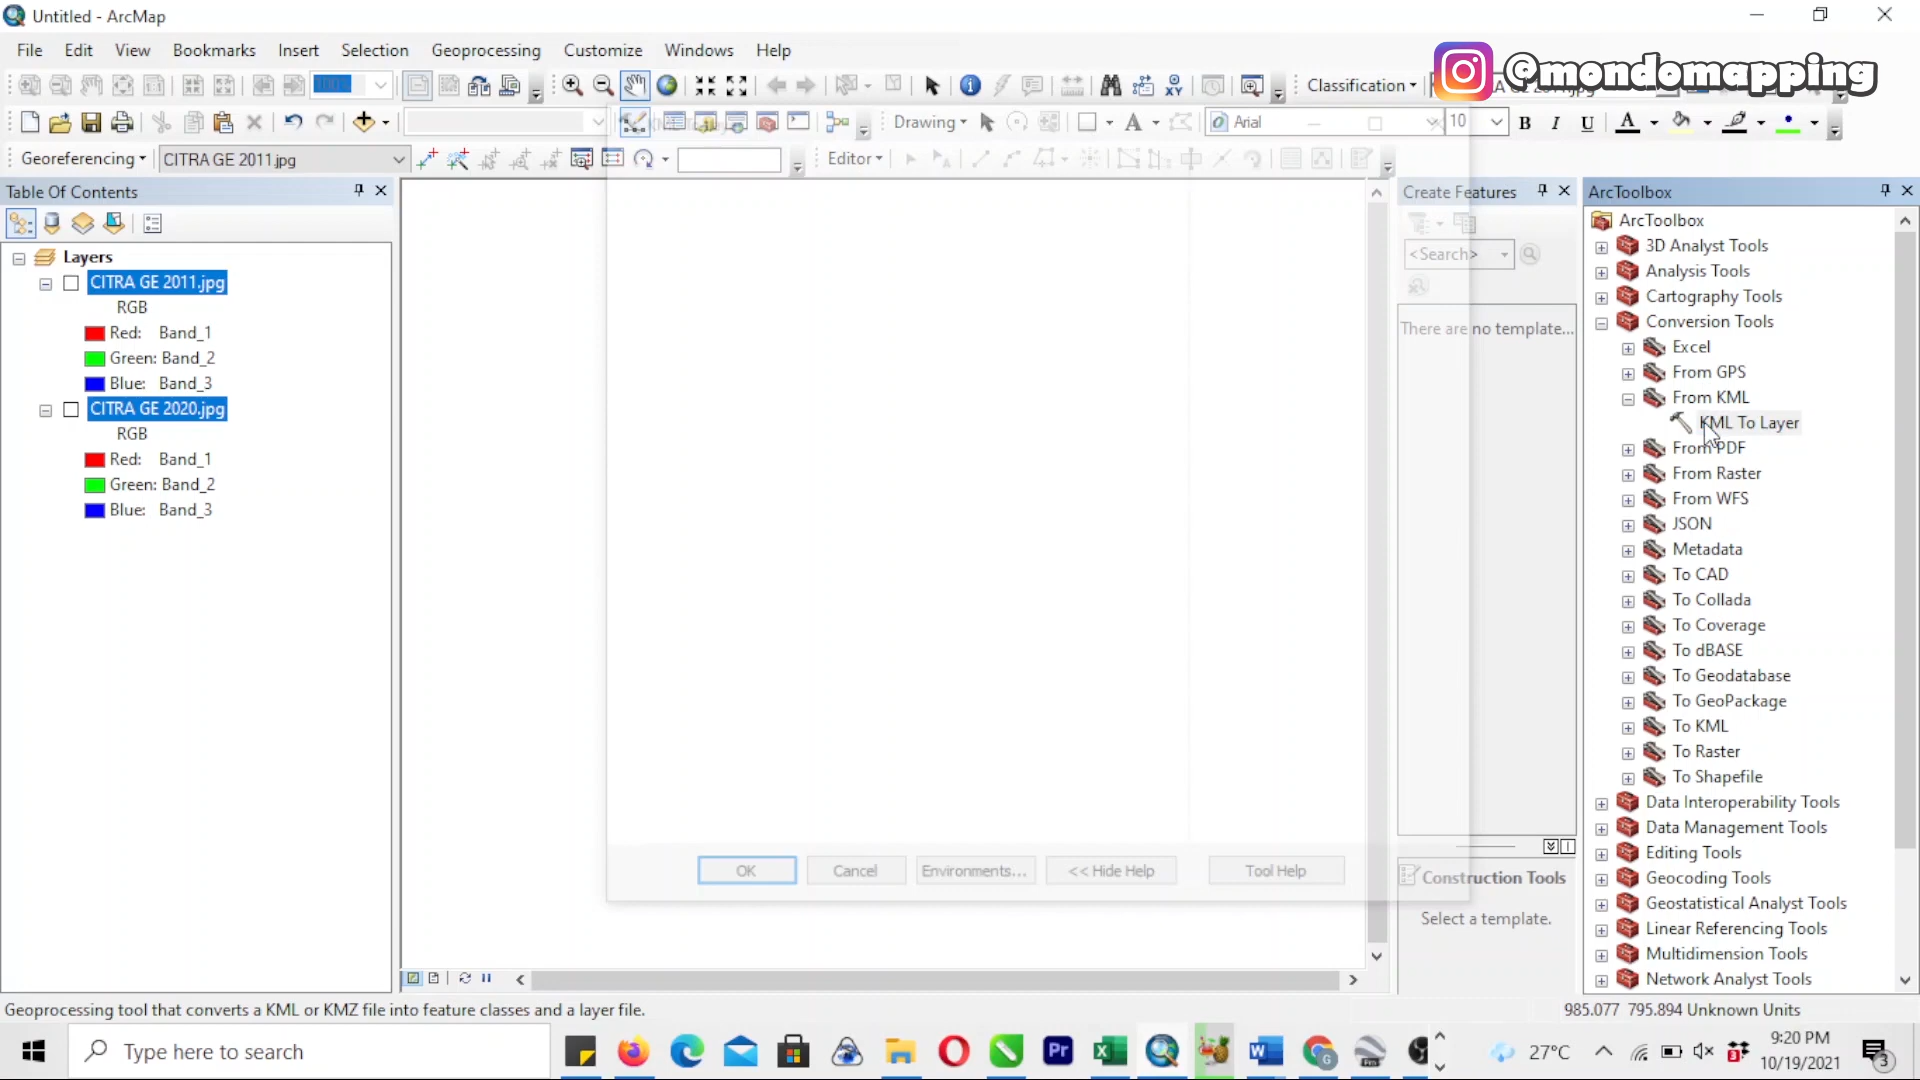 Untitled - ArcMap
File Edit View Bookmarks Insert Selection Geoprocessing Customize Windows Help
@mondomapping
Classification
Drawing
Arial
10
B I U A
Georeferencing
CITRA GE 2011.jpg
Editor
Table Of Contents
Layers
CITRA GE 2011.jpg
RGB
Red: Band_1
Green: Band_2
Blue: Band_3
CITRA GE 2020.jpg
RGB
Red: Band_1
Green: Band_2
Blue: Band_3
OK
Cancel
Environments...
<< Hide Help
Tool Help
Create Features
<Search>
There are no template...
Construction Tools
Select a template.
ArcToolbox
ArcToolbox
3D Analyst Tools
Analysis Tools
Cartography Tools
Conversion Tools
Excel
From GPS
From KML
KML To Layer
From PDF
From Raster
From WFS
JSON
Metadata
To CAD
To Collada
To Coverage
To dBASE
To Geodatabase
To GeoPackage
To KML
To Raster
To Shapefile
Data Interoperability Tools
Data Management Tools
Editing Tools
Geocoding Tools
Geostatistical Analyst Tools
Linear Referencing Tools
Multidimension Tools
Network Analyst Tools
Geoprocessing tool that converts a KML or KMZ file into feature classes and a layer file.
985.077 795.894 Unknown Units
Type here to search
27°C
9:20 PM
10/19/2021
3